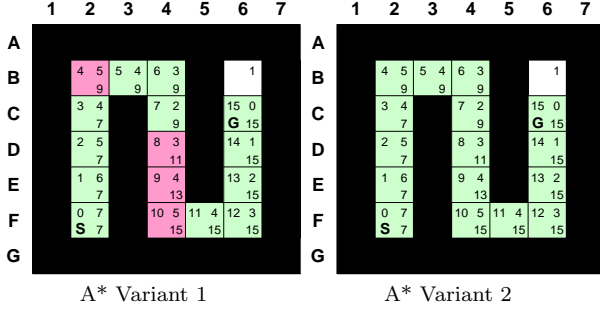 1 2 3 4 5 6 7 1 2 3 4 5 6 7
A A
B 4 5 5 4 6 3 1 B 4 5 5 4 6 3 1
9 9 9 9 9 9
C 3 4 7 2 15 0 C 3 4 7 2 15 0
7 9 G 15 7 9 G 15
D 2 5 8 3 14 1 D 2 5 8 3 14 1
7 11 15 7 11 15
E 1 6 9 4 13 2 E 1 6 9 4 13 2
7 13 15 7 13 15
F 0 7 10 5 11 4 12 3 F 0 7 10 5 11 4 12 3
S 7 15 15 15 S 7 15 15 15
G G
A* Variant 1 A* Variant 2